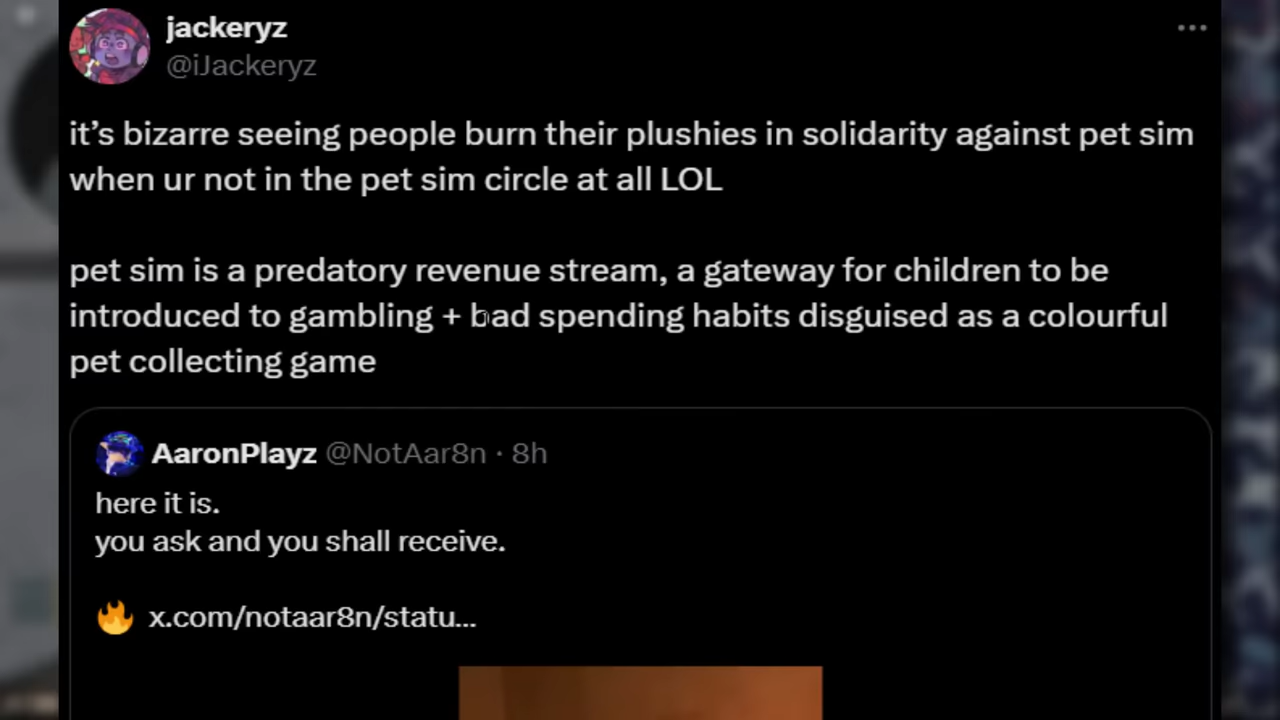 jackeryz
@iJackeryz
it’s bizarre seeing people burn their plushies in solidarity against pet sim
when ur not in the pet sim circle at all LOL
pet sim is a predatory revenue stream, a gateway for children to be
introduced to gambling + bad spending habits disguised as a colourful
pet collecting game
AaronPlayz @NotAar8n · 8h
here it is.
you ask and you shall receive.
🔥 x.com/notaar8n/statu...